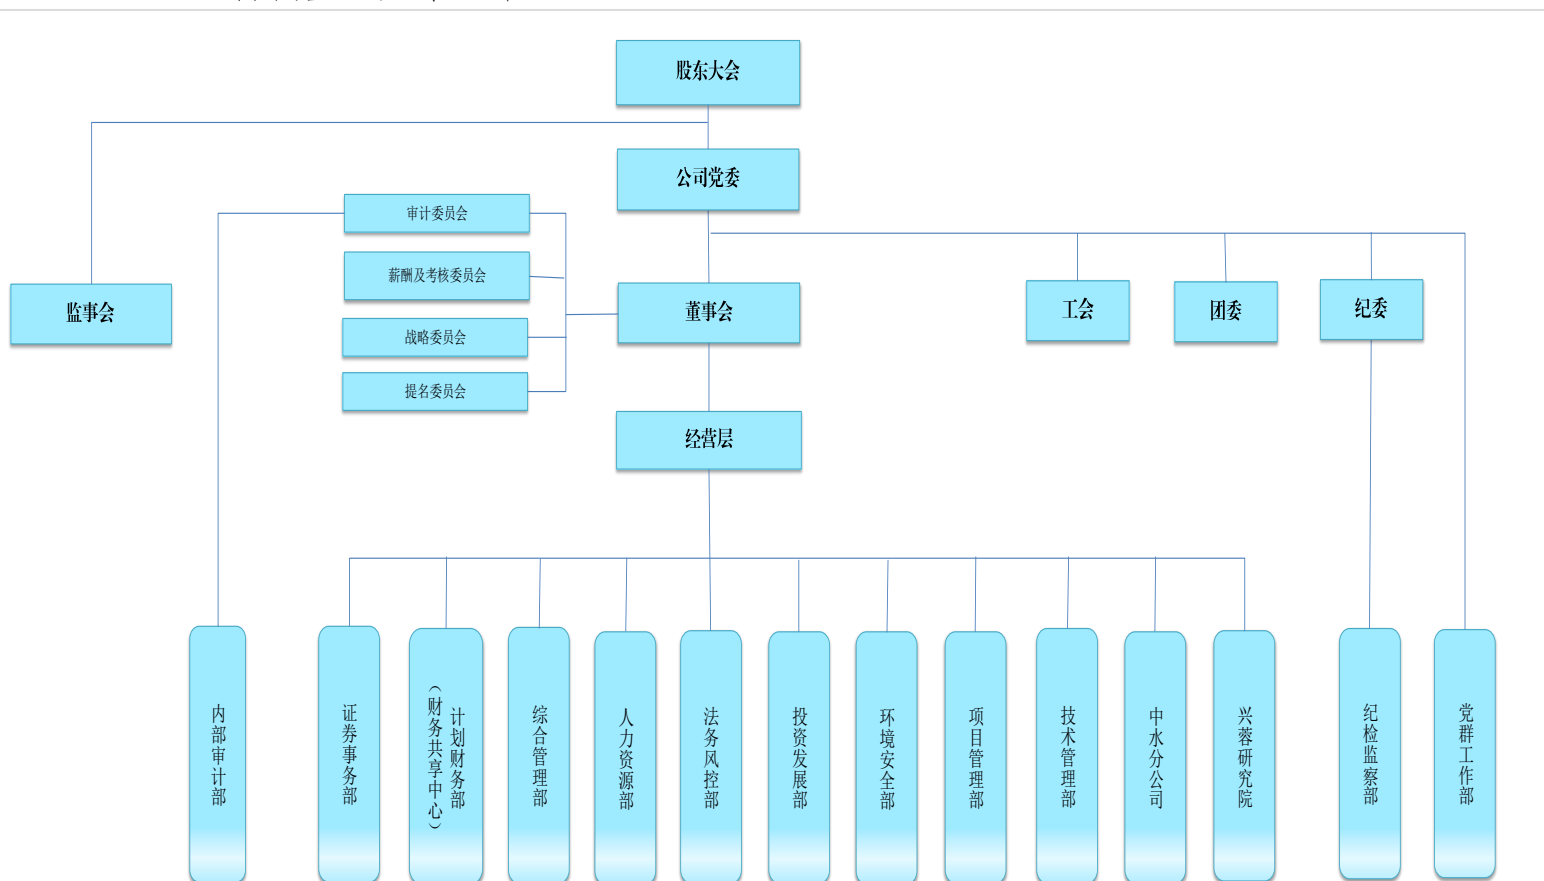 股东大会
公司党委
审计委员会
薪酬及考核委员会
监事会
董事会
工会
团委
纪委
战略委员会
提名委员会
经营层
内部审计部
证券事务部
计划财务部
（财务共享中心）
综合管理部
人力资源部
法务风控部
投资发展部
环境安全部
项目管理部
技术管理部
中水分公司
兴蓉研究院
纪检监察部
党群工作部